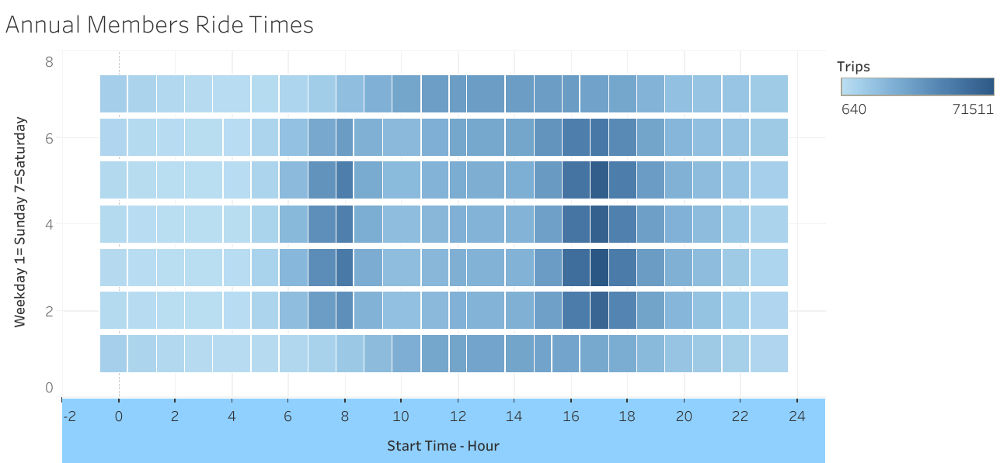 Annual Members Ride Times
Trips
640 71511
Weekday 1= Sunday 7=Saturday
8
6
4
2
0
-2 0 2 4 6 8 10 12 14 16 18 20 22 24
Start Time - Hour